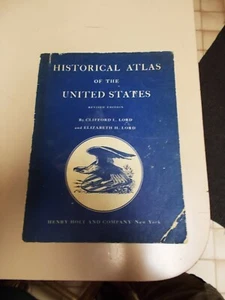 HISTORICAL ATLAS
OF THE
UNITED STATES
REVISED EDITION
By CLIFFORD L. LORD
and ELIZABETH H. LORD
HENRY HOLT AND COMPANY New York